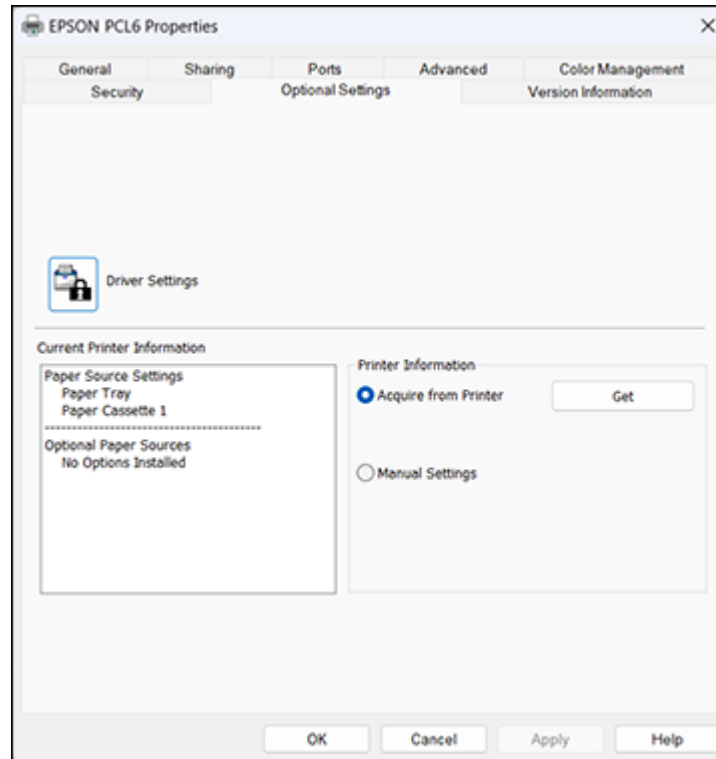 EPSON PCL6 Properties
General Sharing Ports Advanced Color Management
Security Optional Settings Version Information
Driver Settings
Current Printer Information
Paper Source Settings
Paper Tray
Paper Cassette 1
----------------------------------------
Optional Paper Sources
No Options Installed
Printer Information
Acquire from Printer Get
Manual Settings
OK Cancel Apply Help